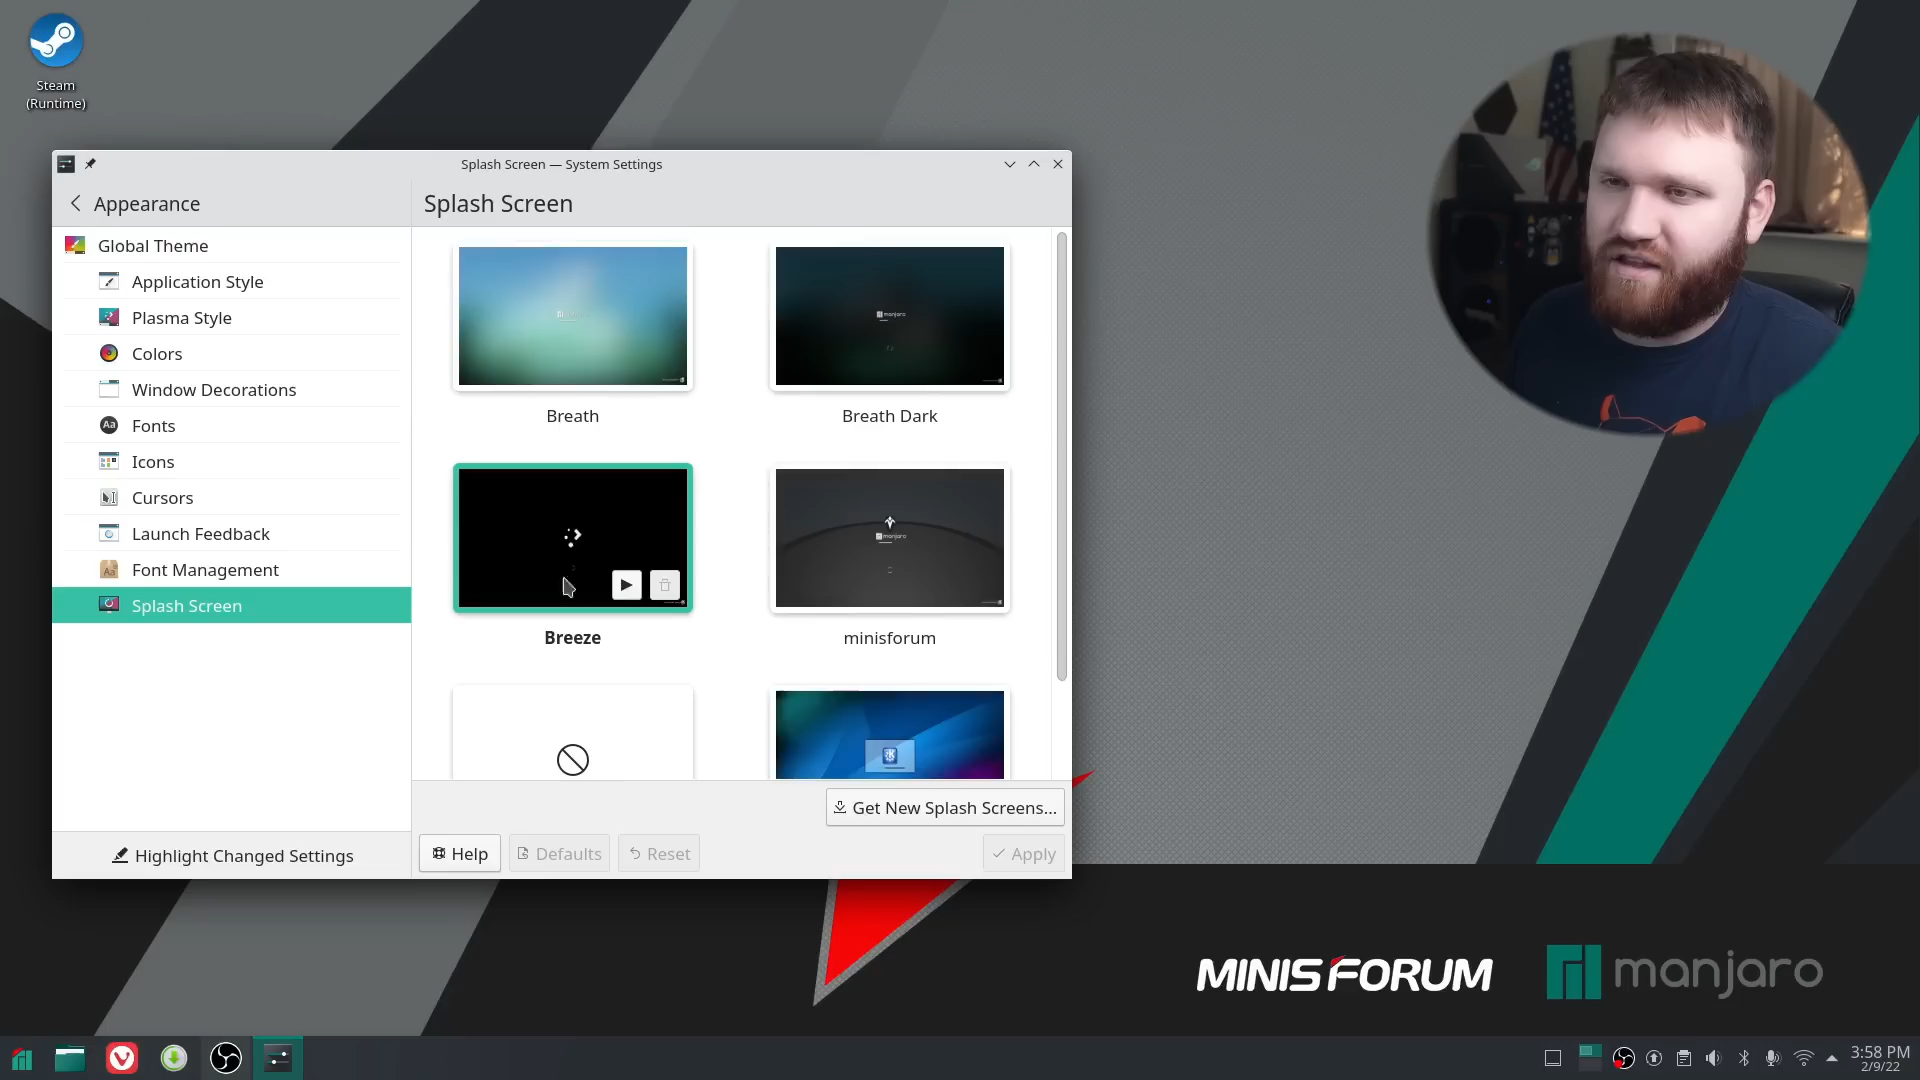 Steam
(Runtime)
Splash Screen — System Settings
Appearance
Splash Screen
Global Theme
Application Style
Plasma Style
Colors
Window Decorations
Fonts
Icons
Cursors
Launch Feedback
Font Management
Splash Screen
Highlight Changed Settings
manjaro
Breath
Breath Dark
manjaro
Breeze
minisforum
Get New Splash Screens...
Help
Defaults
Reset
Apply
MINISFORUM
manjaro
3:58 PM
2/9/22